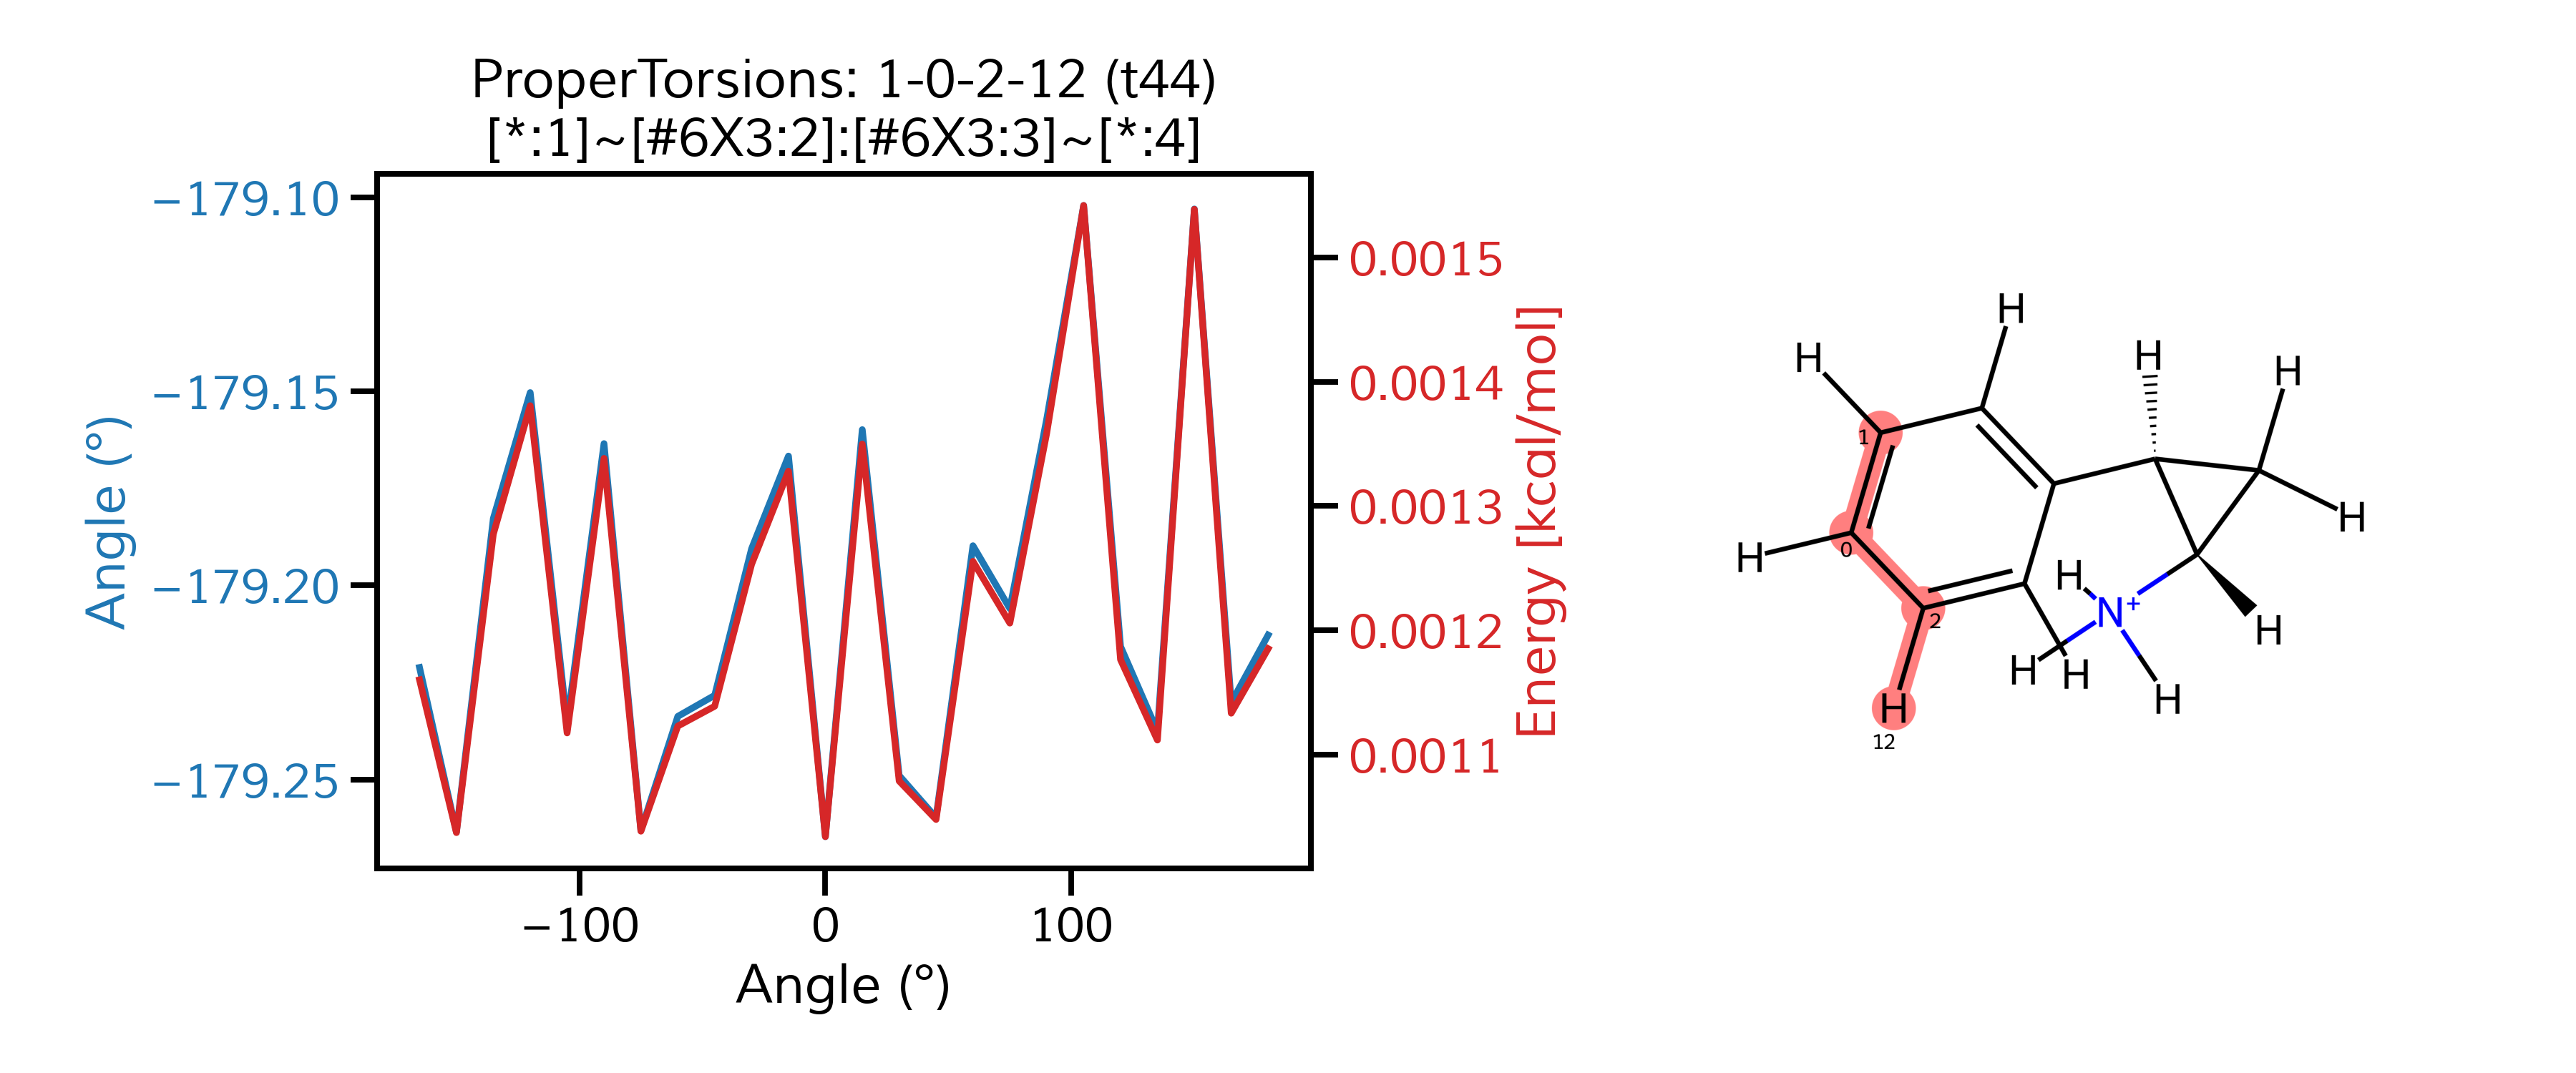 ProperTorsions: 1-0-2-12 (t44)
[*:1]~[#6X3:2]:[#6X3:3]~[*:4]
−179.10
−179.15
−179.20
−179.25
Angle (°)
0.0015
0.0014
0.0013
0.0012
0.0011
Energy [kcal/mol]
−100
0
100
Angle (°)
H
H
H
H
1
H
H
0
H
N+
2
H
H
H
H
H
12